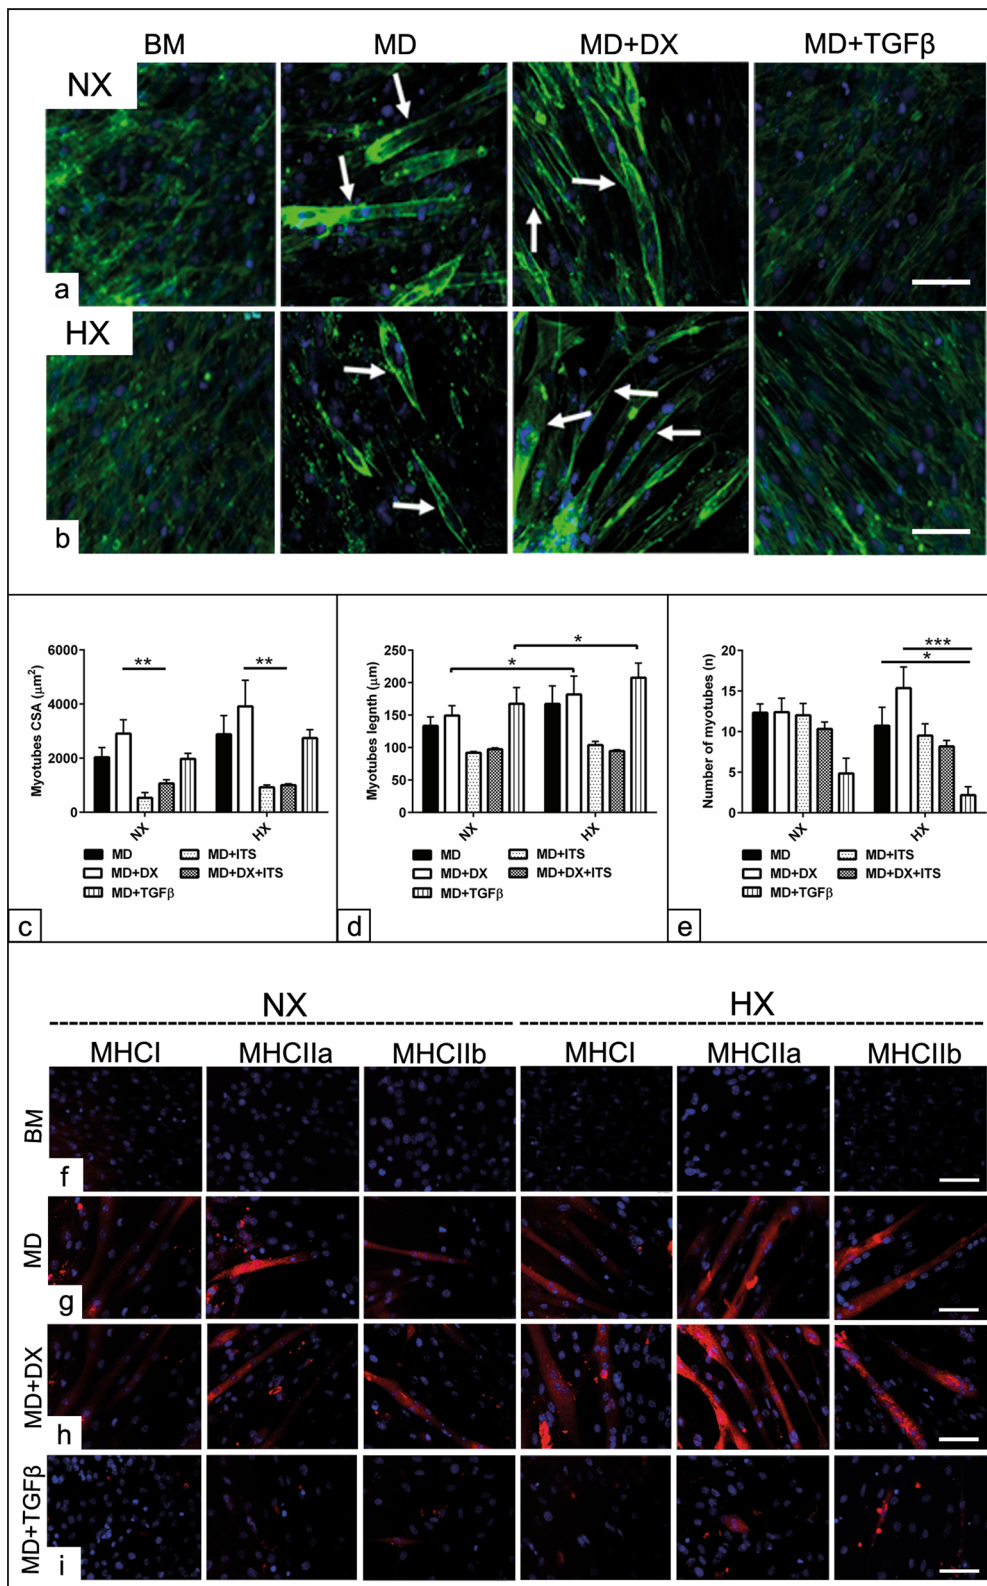 BM MD MD+DX MD+TGFβ
NX
a
HX
b
Myotubes CSA (μm²)
6000
4000
2000
0
** **
NX HX
MD MD+ITS
MD+DX MD+DX+ITS
MD+TGFβ
c
Myotubes legnth (μm)
250
200
150
100
50
0
* *
NX HX
MD MD+ITS
MD+DX MD+DX+ITS
MD+TGFβ
d
Number of myotubes (n)
20
15
10
5
0
***
*
NX HX
MD MD+ITS
MD+DX MD+DX+ITS
MD+TGFβ
e
NX HX
MHCI MHCIIa MHCIIb MHCI MHCIIa MHCIIb
BM
f
MD
g
MD+DX
h
MD+TGFβ
i